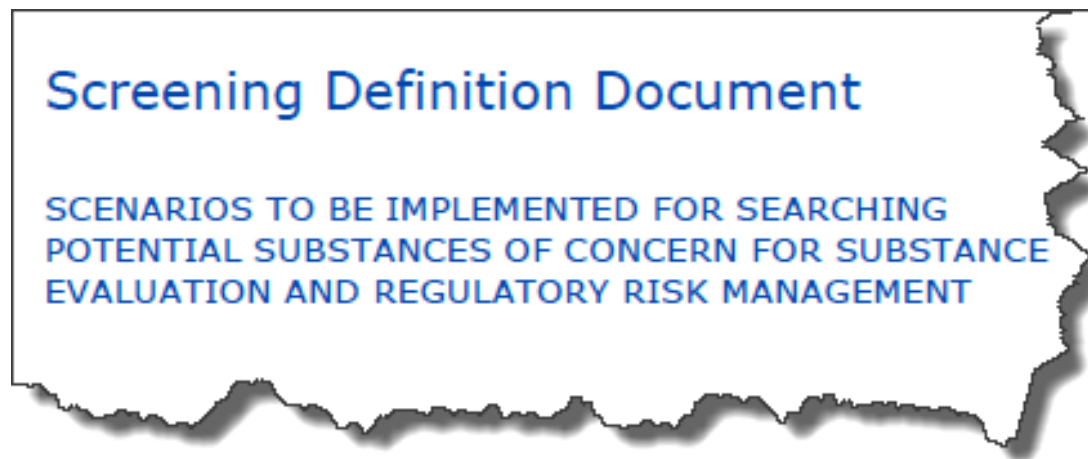 Screening Definition Document
SCENARIOS TO BE IMPLEMENTED FOR SEARCHING
POTENTIAL SUBSTANCES OF CONCERN FOR SUBSTANCE
EVALUATION AND REGULATORY RISK MANAGEMENT